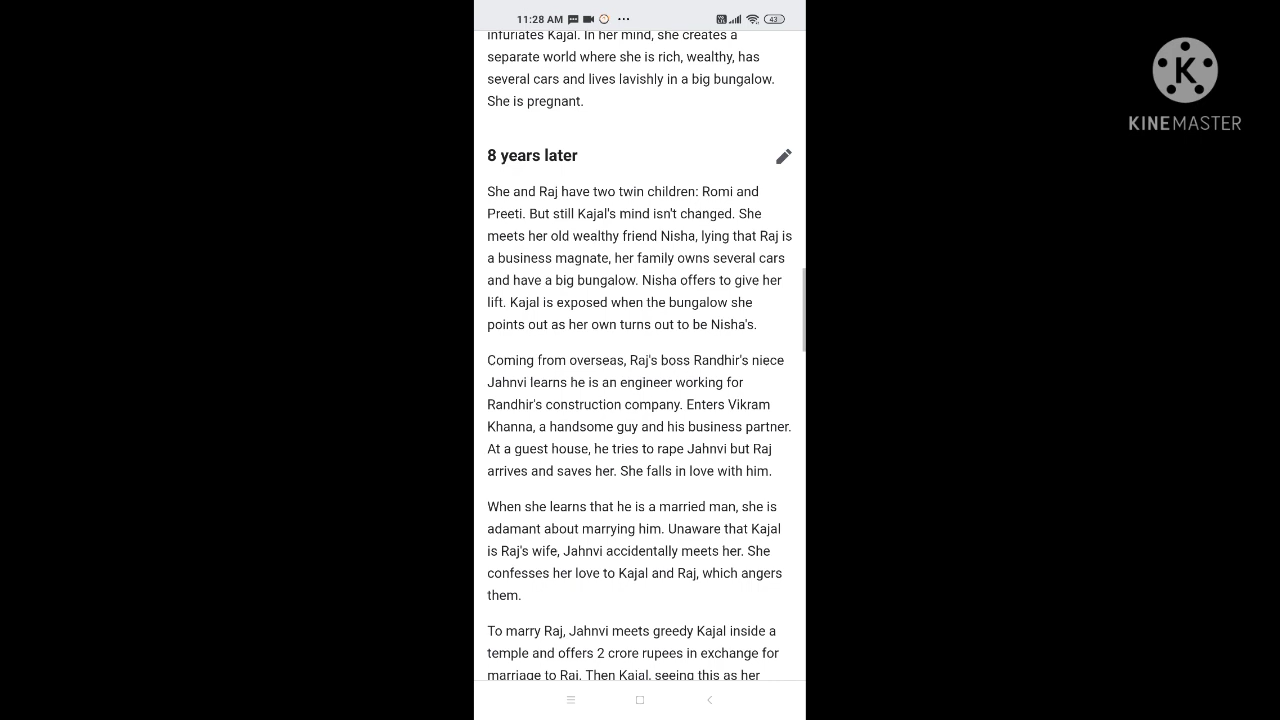 11:28 AM
43
infuriates Kajal. In her mind, she creates a
separate world where she is rich, wealthy, has
several cars and lives lavishly in a big bungalow.
She is pregnant.
8 years later
She and Raj have two twin children: Romi and
Preeti. But still Kajal's mind isn't changed. She
meets her old wealthy friend Nisha, lying that Raj is
a business magnate, her family owns several cars
and have a big bungalow. Nisha offers to give her
lift. Kajal is exposed when the bungalow she
points out as her own turns out to be Nisha's.
Coming from overseas, Raj's boss Randhir's niece
Jahnvi learns he is an engineer working for
Randhir's construction company. Enters Vikram
Khanna, a handsome guy and his business partner.
At a guest house, he tries to rape Jahnvi but Raj
arrives and saves her. She falls in love with him.
When she learns that he is a married man, she is
adamant about marrying him. Unaware that Kajal
is Raj's wife, Jahnvi accidentally meets her. She
confesses her love to Kajal and Raj, which angers
them.
To marry Raj, Jahnvi meets greedy Kajal inside a
temple and offers 2 crore rupees in exchange for
marriage to Raj. Then Kajal, seeing this as her
K
KINEMASTER